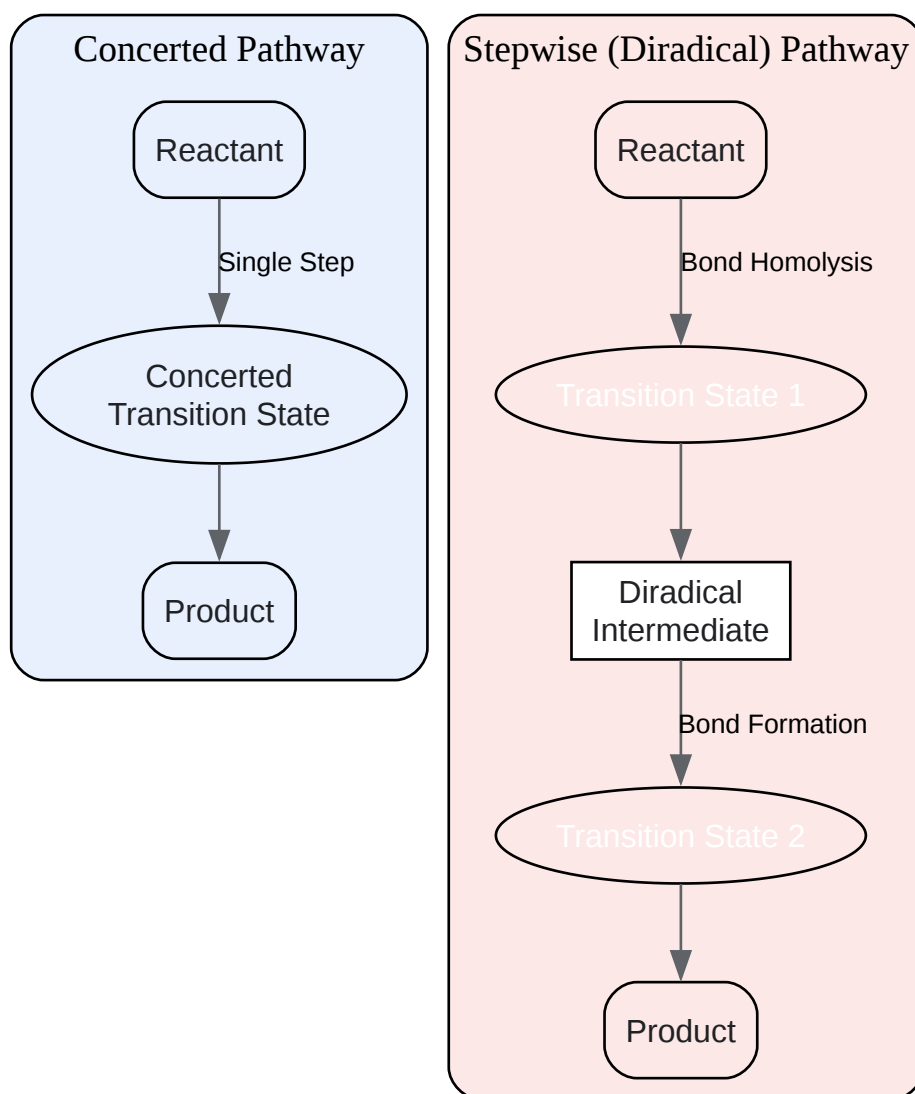 Concerted Pathway
Reactant
Single Step
Concerted
Transition State
Product
Stepwise (Diradical) Pathway
Reactant
Bond Homolysis
Transition State 1
Diradical
Intermediate
Bond Formation
Transition State 2
Product